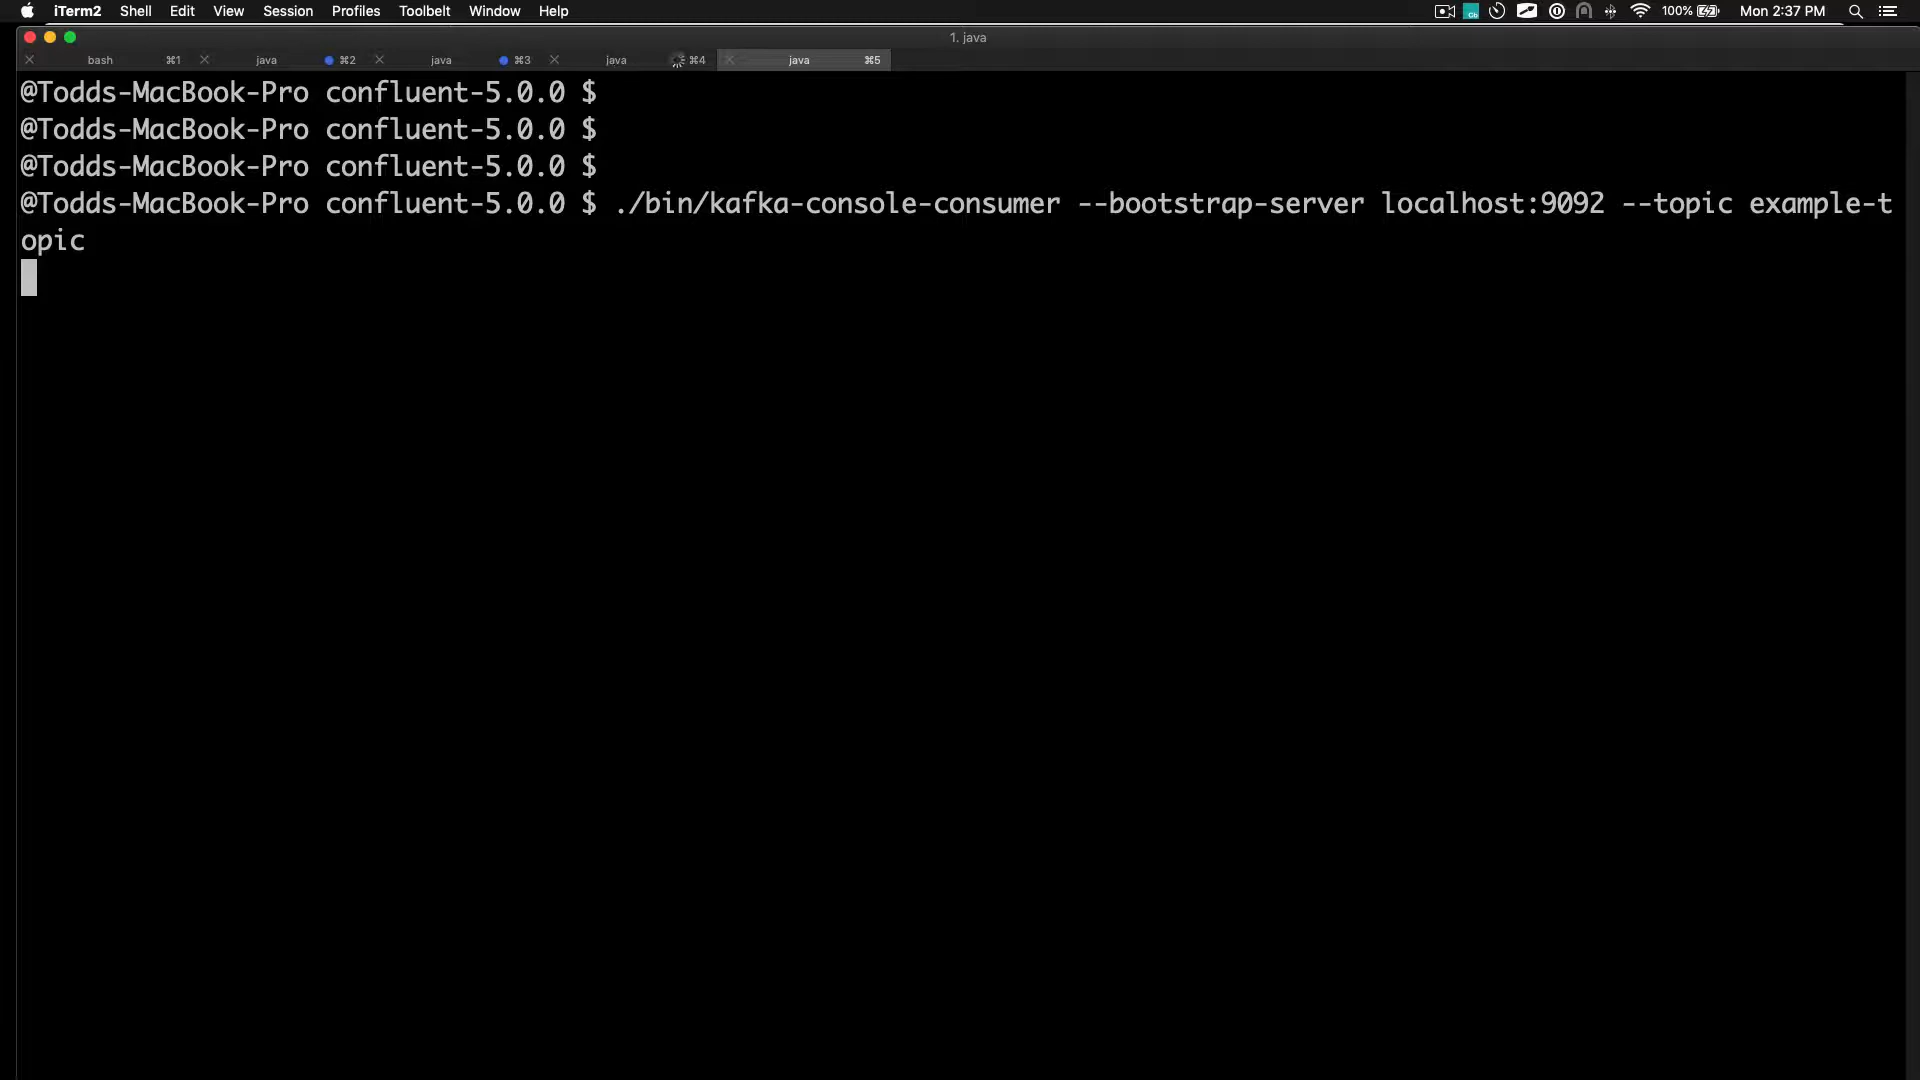 iTerm2 Shell Edit View Session Profiles Toolbelt Window Help 100% Mon 2:37 PM
1. java
bash ⌘1 java ⌘2 java ⌘3 java ⌘4 java ⌘5
@Todds-MacBook-Pro confluent-5.0.0 $
@Todds-MacBook-Pro confluent-5.0.0 $
@Todds-MacBook-Pro confluent-5.0.0 $
@Todds-MacBook-Pro confluent-5.0.0 $ ./bin/kafka-console-consumer --bootstrap-server localhost:9092 --topic example-t
opic